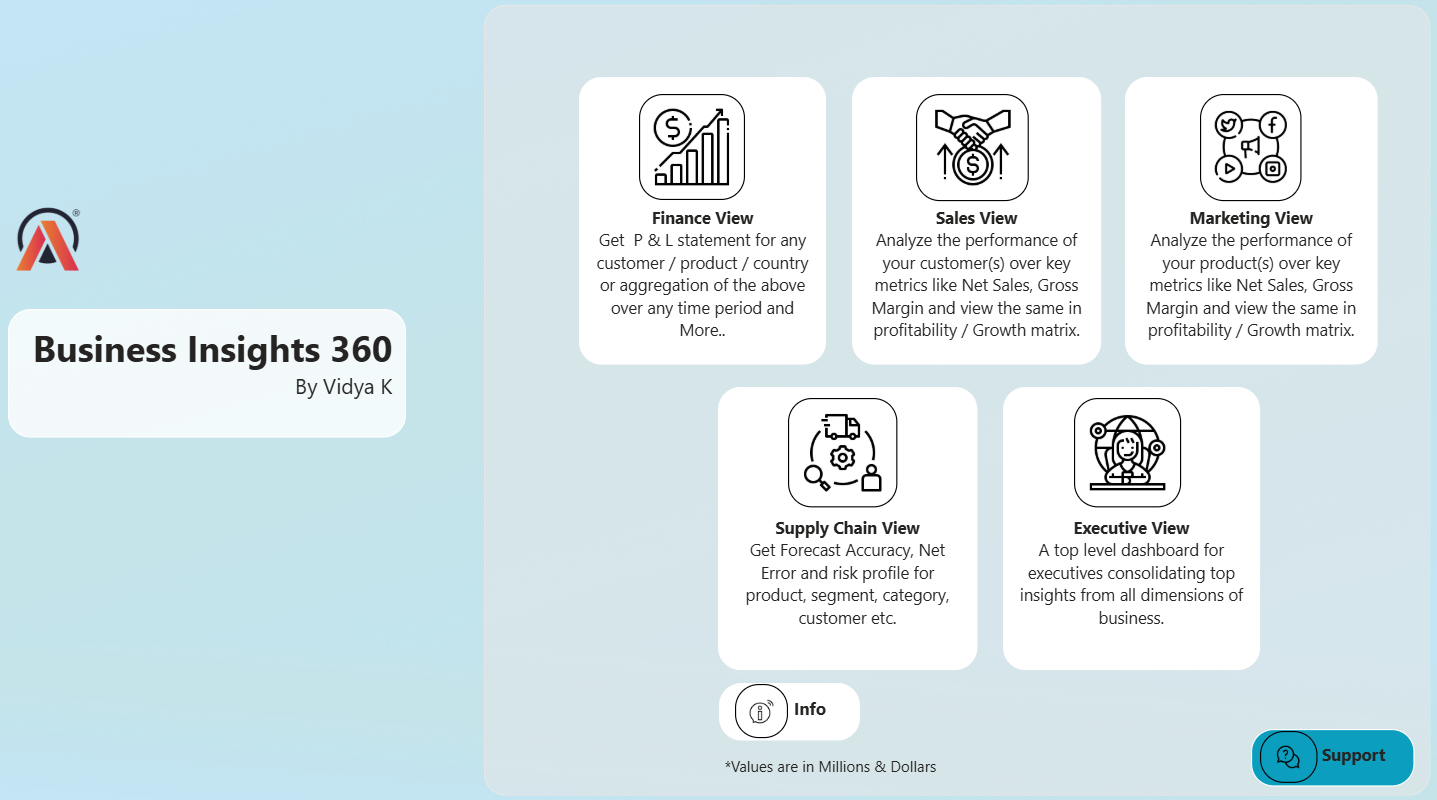 ®
Business Insights 360
By Vidya K
Finance View
Get  P & L statement for any
customer / product / country
or aggregation of the above
over any time period and
More..
Sales View
Analyze the performance of
your customer(s) over key
metrics like Net Sales, Gross
Margin and view the same in
profitability / Growth matrix.
Marketing View
Analyze the performance of
your product(s) over key
metrics like Net Sales, Gross
Margin and view the same in
profitability / Growth matrix.
Supply Chain View
Get Forecast Accuracy, Net
Error and risk profile for
product, segment, category,
customer etc.
Executive View
A top level dashboard for
executives consolidating top
insights from all dimensions of
business.
Info
*Values are in Millions & Dollars
Support